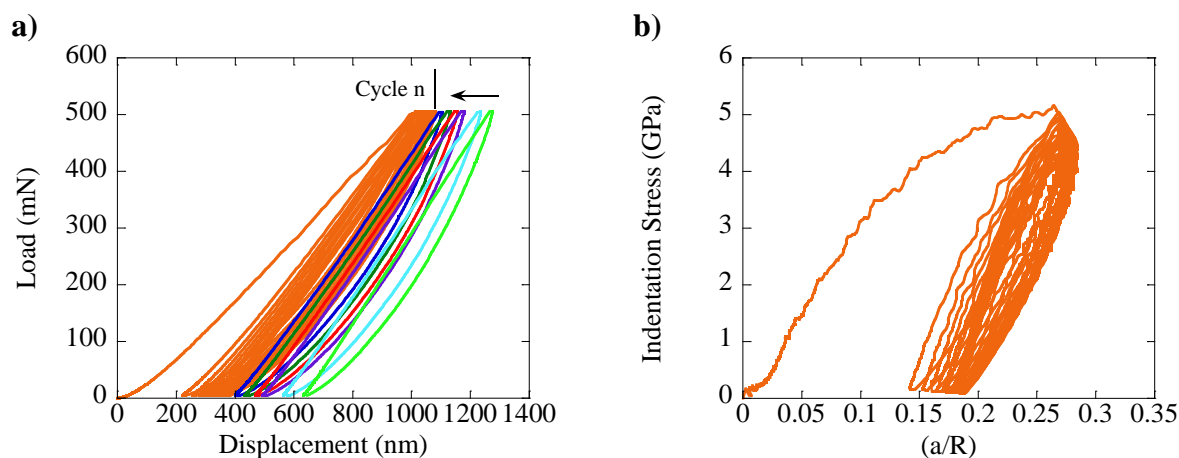 a)
600
500
400
300
200
100
0
Load (mN)
Cycle n
0 200 400 600 800 1000 1200 1400
Displacement (nm)
b)
6
5
4
3
2
1
0
Indentation Stress (GPa)
0 0.05 0.1 0.15 0.2 0.25 0.3 0.35
(a/R)